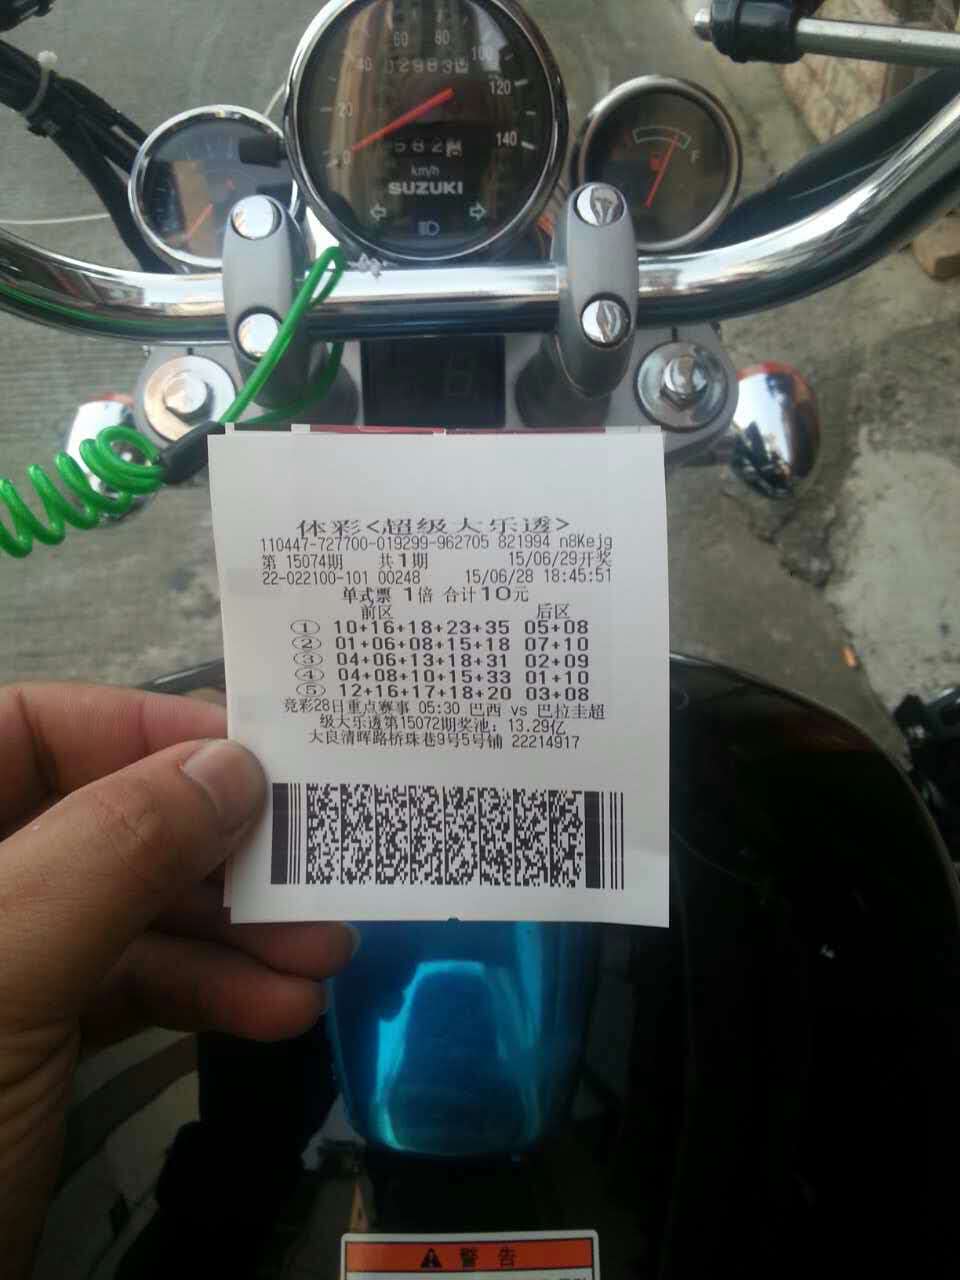 60 80
40 100
20 120
0 140
km/h
SUZUKI
F
体彩<超级大乐透>
110447-727700-019299-962705 821994 n8Kejg
第 15074期 共1期 15/06/29开奖
22-022100-101 00248 15/06/28 18:45:51
单式票 1倍 合计10元
前区 后区
① 10+16+18+23+35 05+08
② 01+06+08+15+18 07+10
③ 04+06+13+18+31 02+09
④ 04+08+10+15+33 01+10
⑤ 12+16+17+18+20 03+08
竞彩28日重点赛事 05:30 巴西 vs 巴拉圭超
级大乐透第15072期奖池: 13.29亿
大良清晖路桥珠巷9号5号铺 22214917
警告